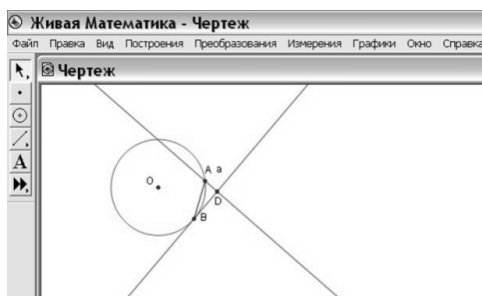 Живая Математика - Чертеж
Файл Правка Вид Построения Преобразования Измерения Графики Окно Справка
Чертеж
A
A a
O
D
B